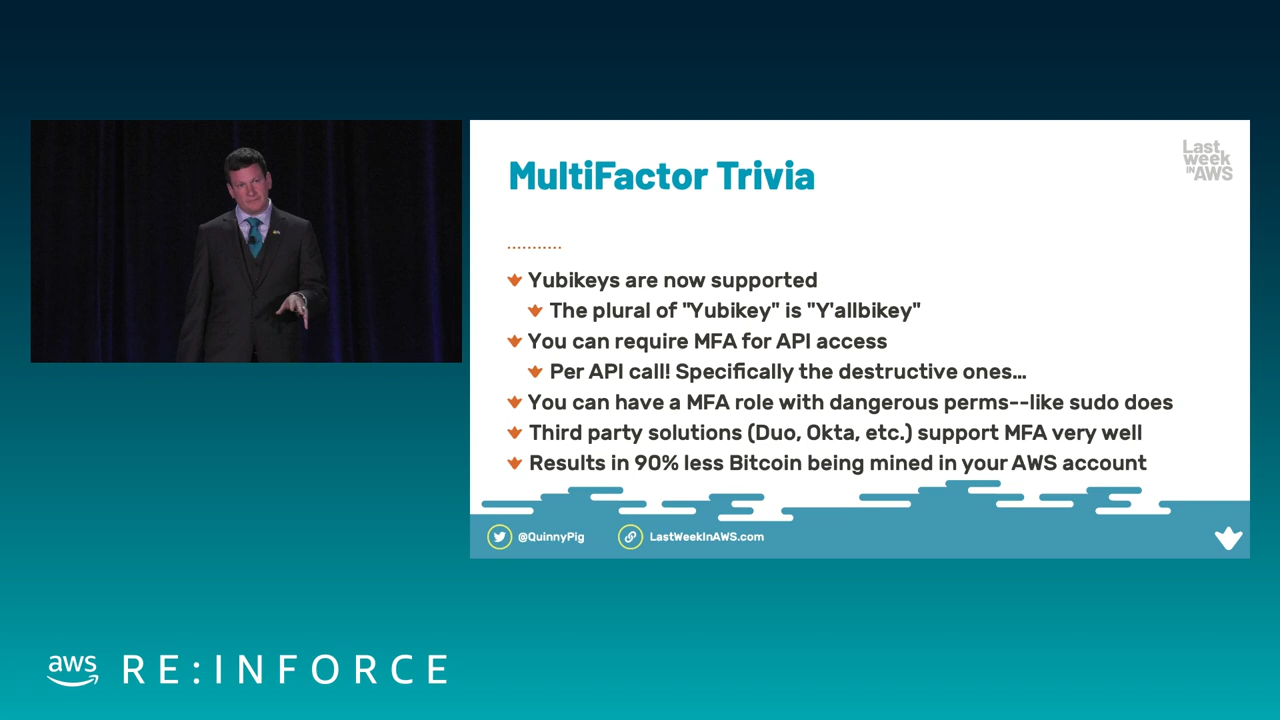 Last
week
IN AWS
MultiFactor Trivia
Yubikeys are now supported
The plural of "Yubikey" is "Y'allbikey"
You can require MFA for API access
Per API call! Specifically the destructive ones...
You can have a MFA role with dangerous perms--like sudo does
Third party solutions (Duo, Okta, etc.) support MFA very well
Results in 90% less Bitcoin being mined in your AWS account
@QuinnyPig
LastWeekInAWS.com
aws RE:INFORCE